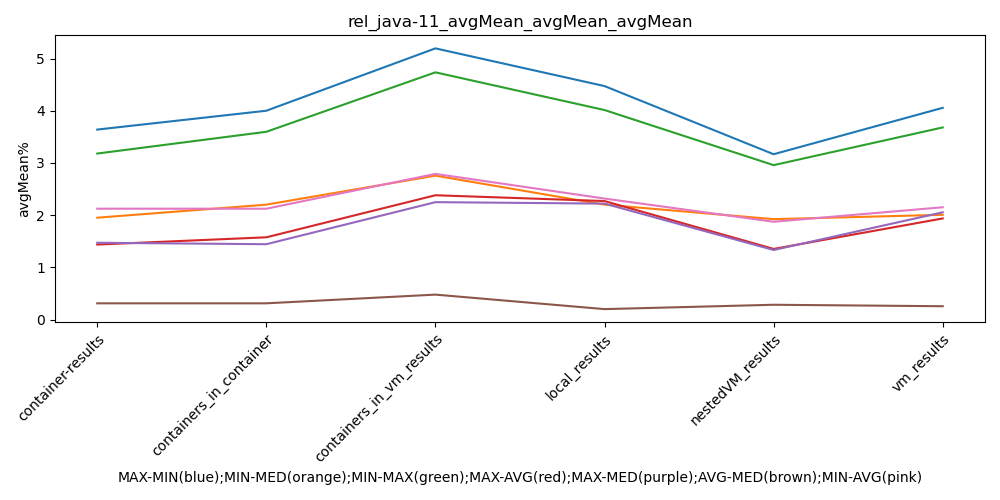 rel_java-11_avgMean_avgMean_avgMean
avgMean%
5
4
3
2
1
0
container-results
containers_in_container
containers_in_vm_results
local_results
nestedVM_results
vm_results
MAX-MIN(blue);MIN-MED(orange);MIN-MAX(green);MAX-AVG(red);MAX-MED(purple);AVG-MED(brown);MIN-AVG(pink)